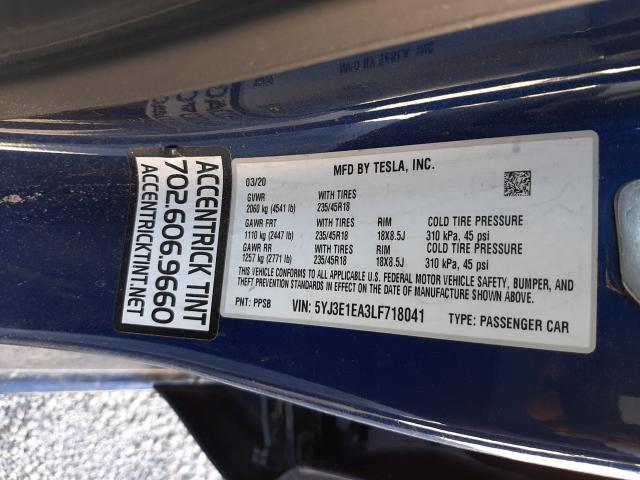 ACCENTRICK TINT
702.606.9660
ACCENTRICKTINT.NET
MFD BY TESLA, INC.
03/20
GVWR WITH TIRES
2060 kg (4541 lb) 235/45R18
GAWR FRT WITH TIRES RIM COLD TIRE PRESSURE
1110 kg (2447 lb) 235/45R18 18X8.5J 310 kPa, 45 psi
GAWR RR WITH TIRES RIM COLD TIRE PRESSURE
1257 kg (2771 lb) 235/45R18 18X8.5J 310 kPa, 45 psi
THIS VEHICLE CONFORMS TO ALL APPLICABLE U.S. FEDERAL MOTOR VEHICLE SAFETY, BUMPER, AND
THEFT PREVENTION STANDARDS IN EFFECT ON THE DATE OF MANUFACTURE SHOWN ABOVE.
PNT: PPSB VIN: 5YJ3E1EA3LF718041 TYPE: PASSENGER CAR